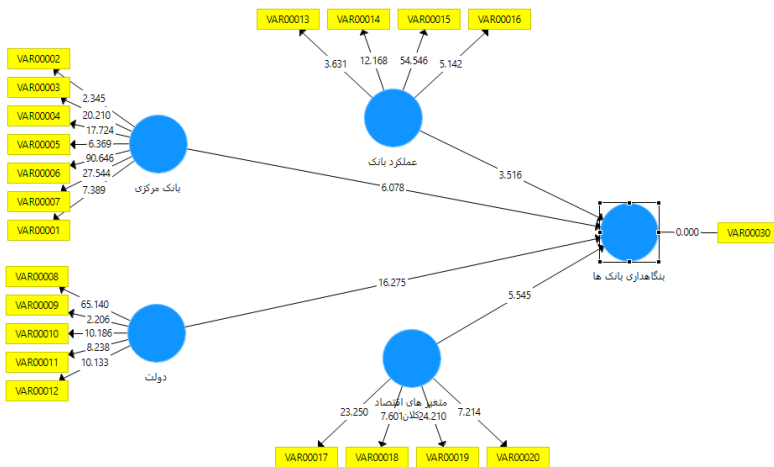 VAR00013 VAR00014 VAR00015 VAR00016
3.631 12.168 54.546 5.142
عملکرد بانک
VAR00002
VAR00003
VAR00004
VAR00005
VAR00006
VAR00007
VAR00001
2.345
20.210
17.724
6.369
90.646
27.544
7.389
بانک مرکزی
3.516
6.078
16.275
5.545
0.000
VAR00030
بنگاهداری بانک ها
VAR00008
VAR00009
VAR00010
VAR00011
VAR00012
65.140
2.206
10.186
8.238
10.133
دولت
متغیر های اقتصاد
کلان
23.250 7.601 24.210 7.214
VAR00017 VAR00018 VAR00019 VAR00020